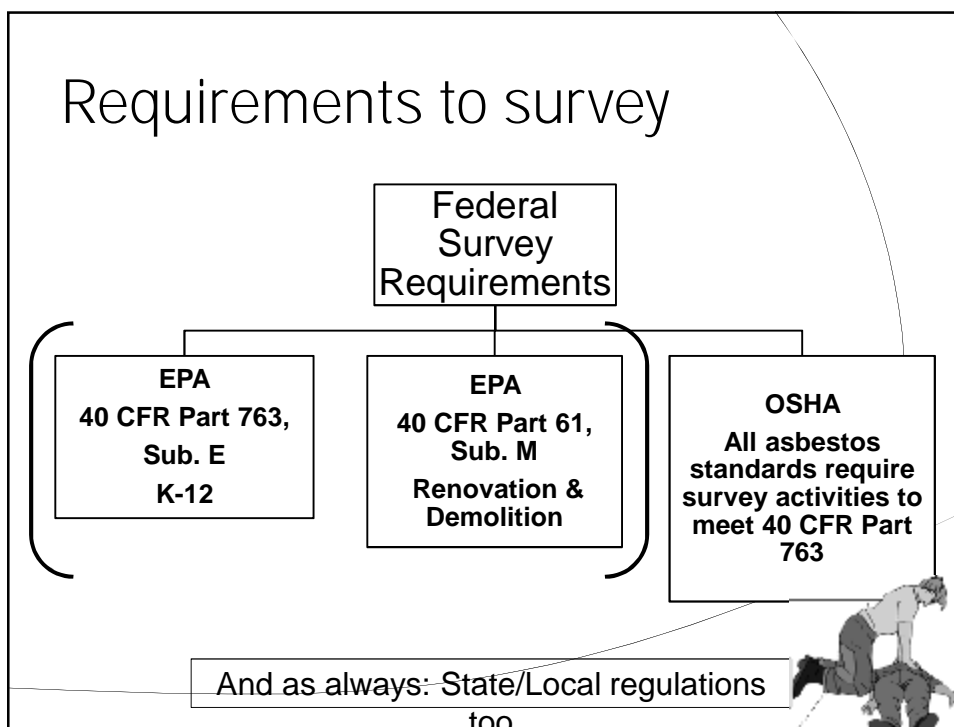 Requirements to survey
Federal
Survey
Requirements
EPA
40 CFR Part 763,
Sub. E
K-12
EPA
40 CFR Part 61,
Sub. M
Renovation &
Demolition
OSHA
All asbestos
standards require
survey activities to
meet 40 CFR Part
763
And as always: State/Local regulations
too